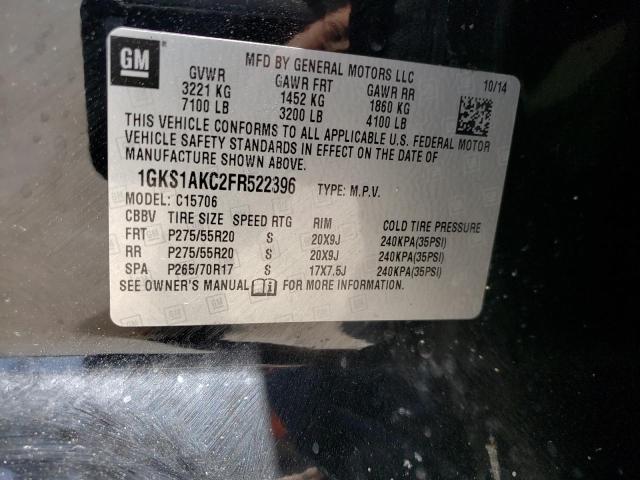 GM
MFD BY GENERAL MOTORS LLC
GVWR GAWR FRT GAWR RR 10/14
3221 KG 1452 KG 1860 KG
7100 LB 3200 LB 4100 LB
THIS VEHICLE CONFORMS TO ALL APPLICABLE U.S. FEDERAL MOTOR
VEHICLE SAFETY STANDARDS IN EFFECT ON THE DATE OF
MANUFACTURE SHOWN ABOVE.
1GKS1AKC2FR522396 TYPE: M.P.V.
MODEL: C15706
CBBV TIRE SIZE SPEED RTG RIM COLD TIRE PRESSURE
FRT P275/55R20 S 20X9J 240KPA(35PSI)
RR P275/55R20 S 20X9J 240KPA(35PSI)
SPA P265/70R17 S 17X7.5J 240KPA(35PSI)
SEE OWNER'S MANUAL i FOR MORE INFORMATION.